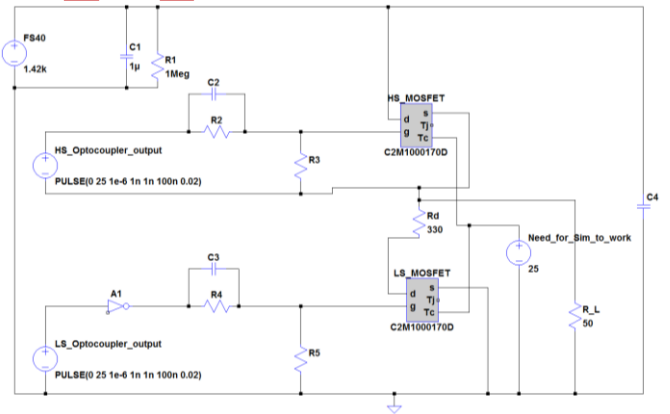 FS40
1.42k
C1
1µ
R1
1Meg
C2
R2
HS_MOSFET
d
g
s
Tj
Tc
C2M1000170D
HS_Optocoupler_output
PULSE(0 25 1e-6 1n 1n 100n 0.02)
R3
C4
Rd
330
Need_for_Sim_to_work
25
C3
R4
A1
LS_MOSFET
d
g
s
Tj
Tc
C2M1000170D
R_L
50
LS_Optocoupler_output
PULSE(0 25 1e-6 1n 1n 100n 0.02)
R5